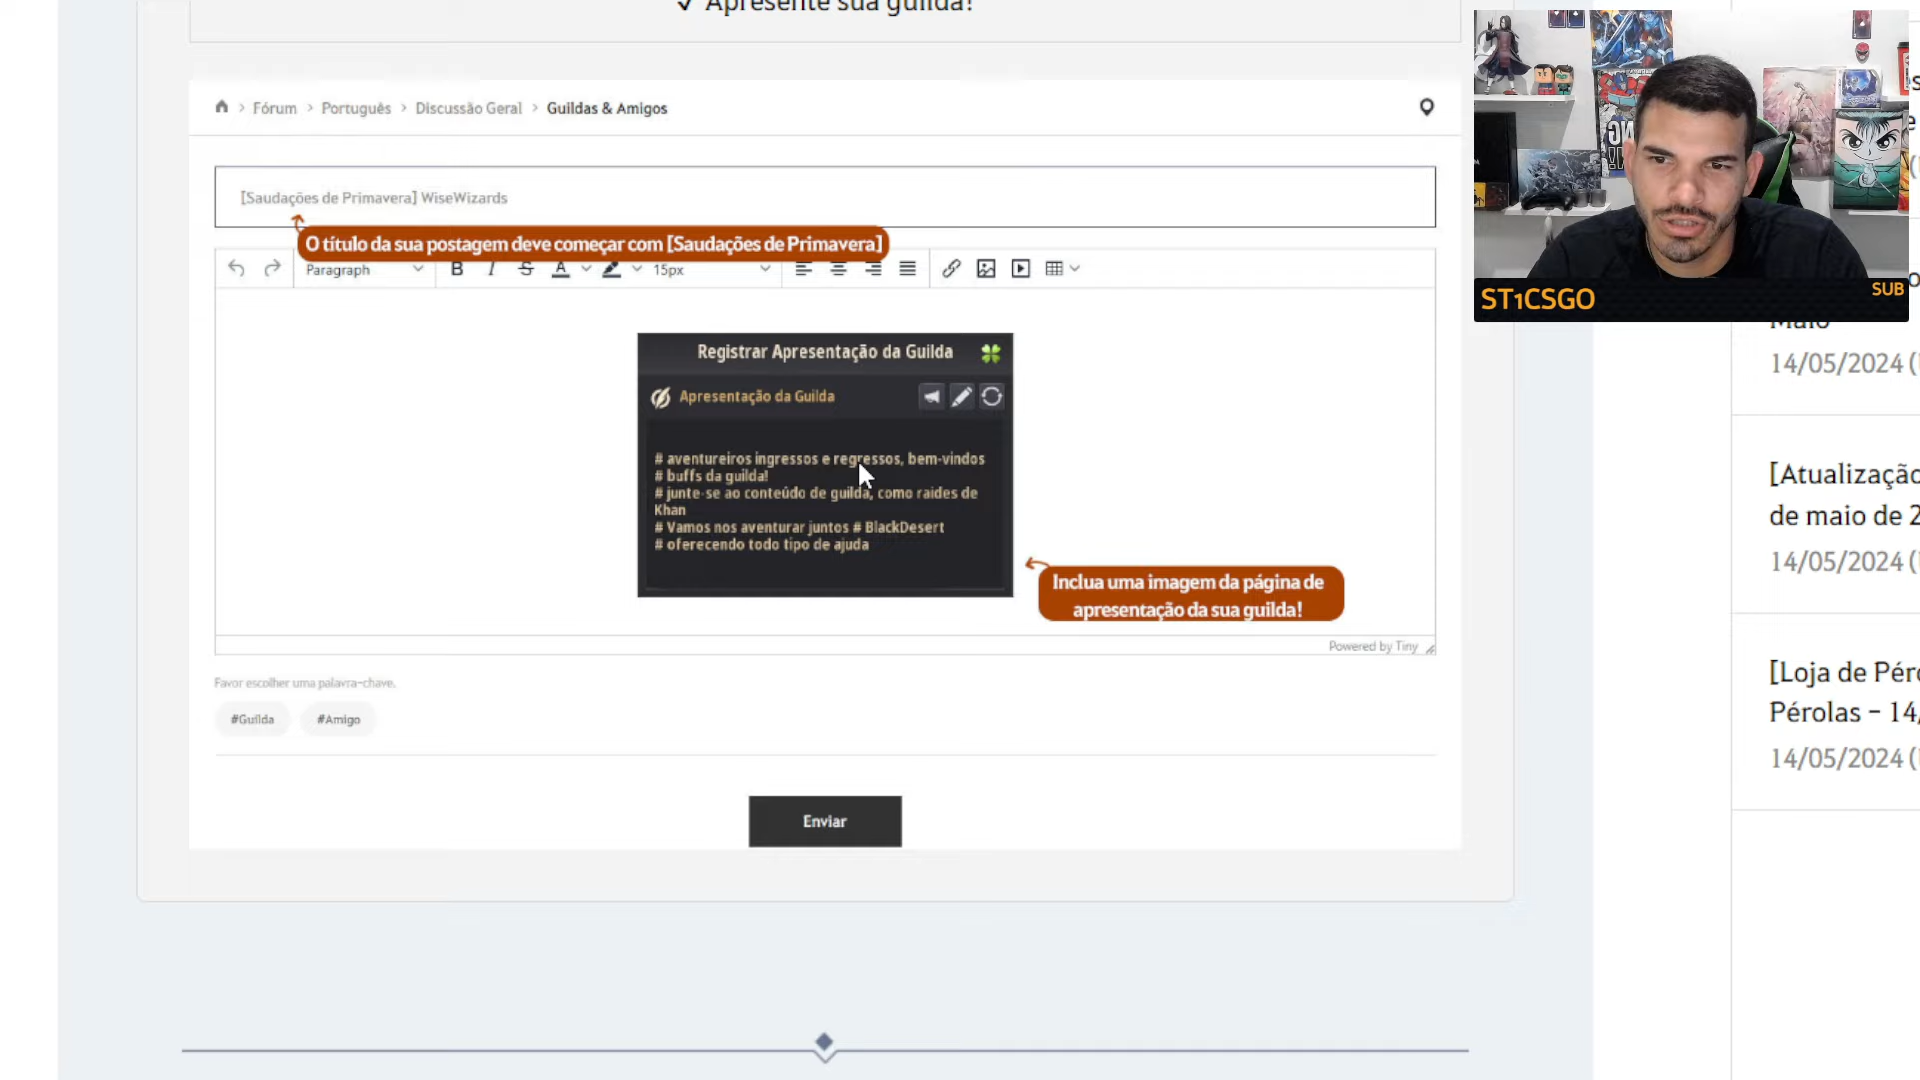 ✓ Apresente sua guilda!
> Fórum > Português > Discussão Geral > Guildas & Amigos
[Saudações de Primavera] WiseWizards
O título da sua postagem deve começar com [Saudações de Primavera]
Paragraph B I S A 15px
Registrar Apresentação da Guilda
Apresentação da Guilda
# aventureiros ingressos e regressos, bem-vindos
# buffs da guilda!
# junte-se ao conteúdo de guilda, como raides de
Khan
# Vamos nos aventurar juntos # BlackDesert
# oferecendo todo tipo de ajuda
Inclua uma imagem da página de
apresentação da sua guilda!
Powered by Tiny
Favor escolher uma palavra-chave.
#Guilda #Amigo
Enviar
ST1CSGO
SUB
Maio
14/05/2024 (
[Atualização
de maio de 2
14/05/2024 (
[Loja de Péro
Pérolas - 14/
14/05/2024 (